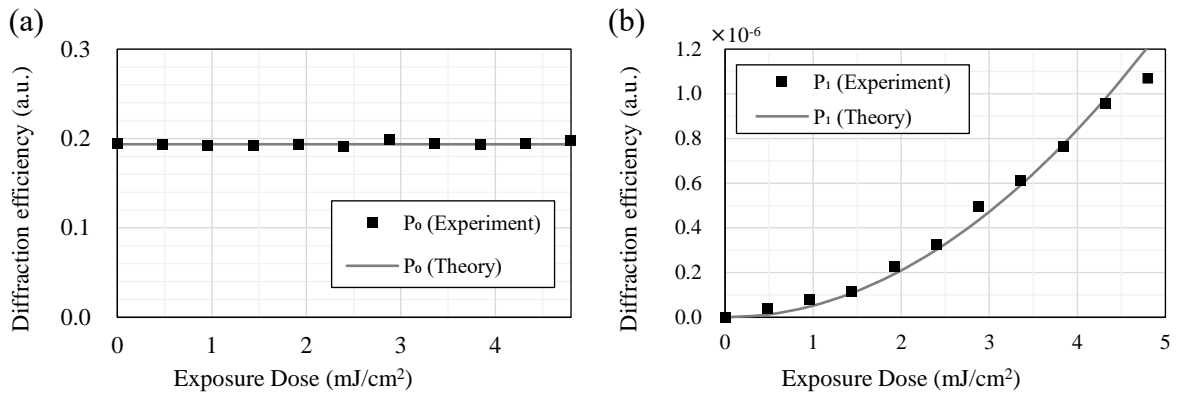 (a)
0.3
0.2
0.1
0.0
Diffraction efficiency (a.u.)
P₀ (Experiment)
P₀ (Theory)
0 1 2 3 4
Exposure Dose (mJ/cm²)
(b)
×10⁻⁶
1.2
1.0
0.8
0.6
0.4
0.2
0.0
Diffraction efficiency (a.u.)
P₁ (Experiment)
P₁ (Theory)
0 1 2 3 4 5
Exposure Dose (mJ/cm²)